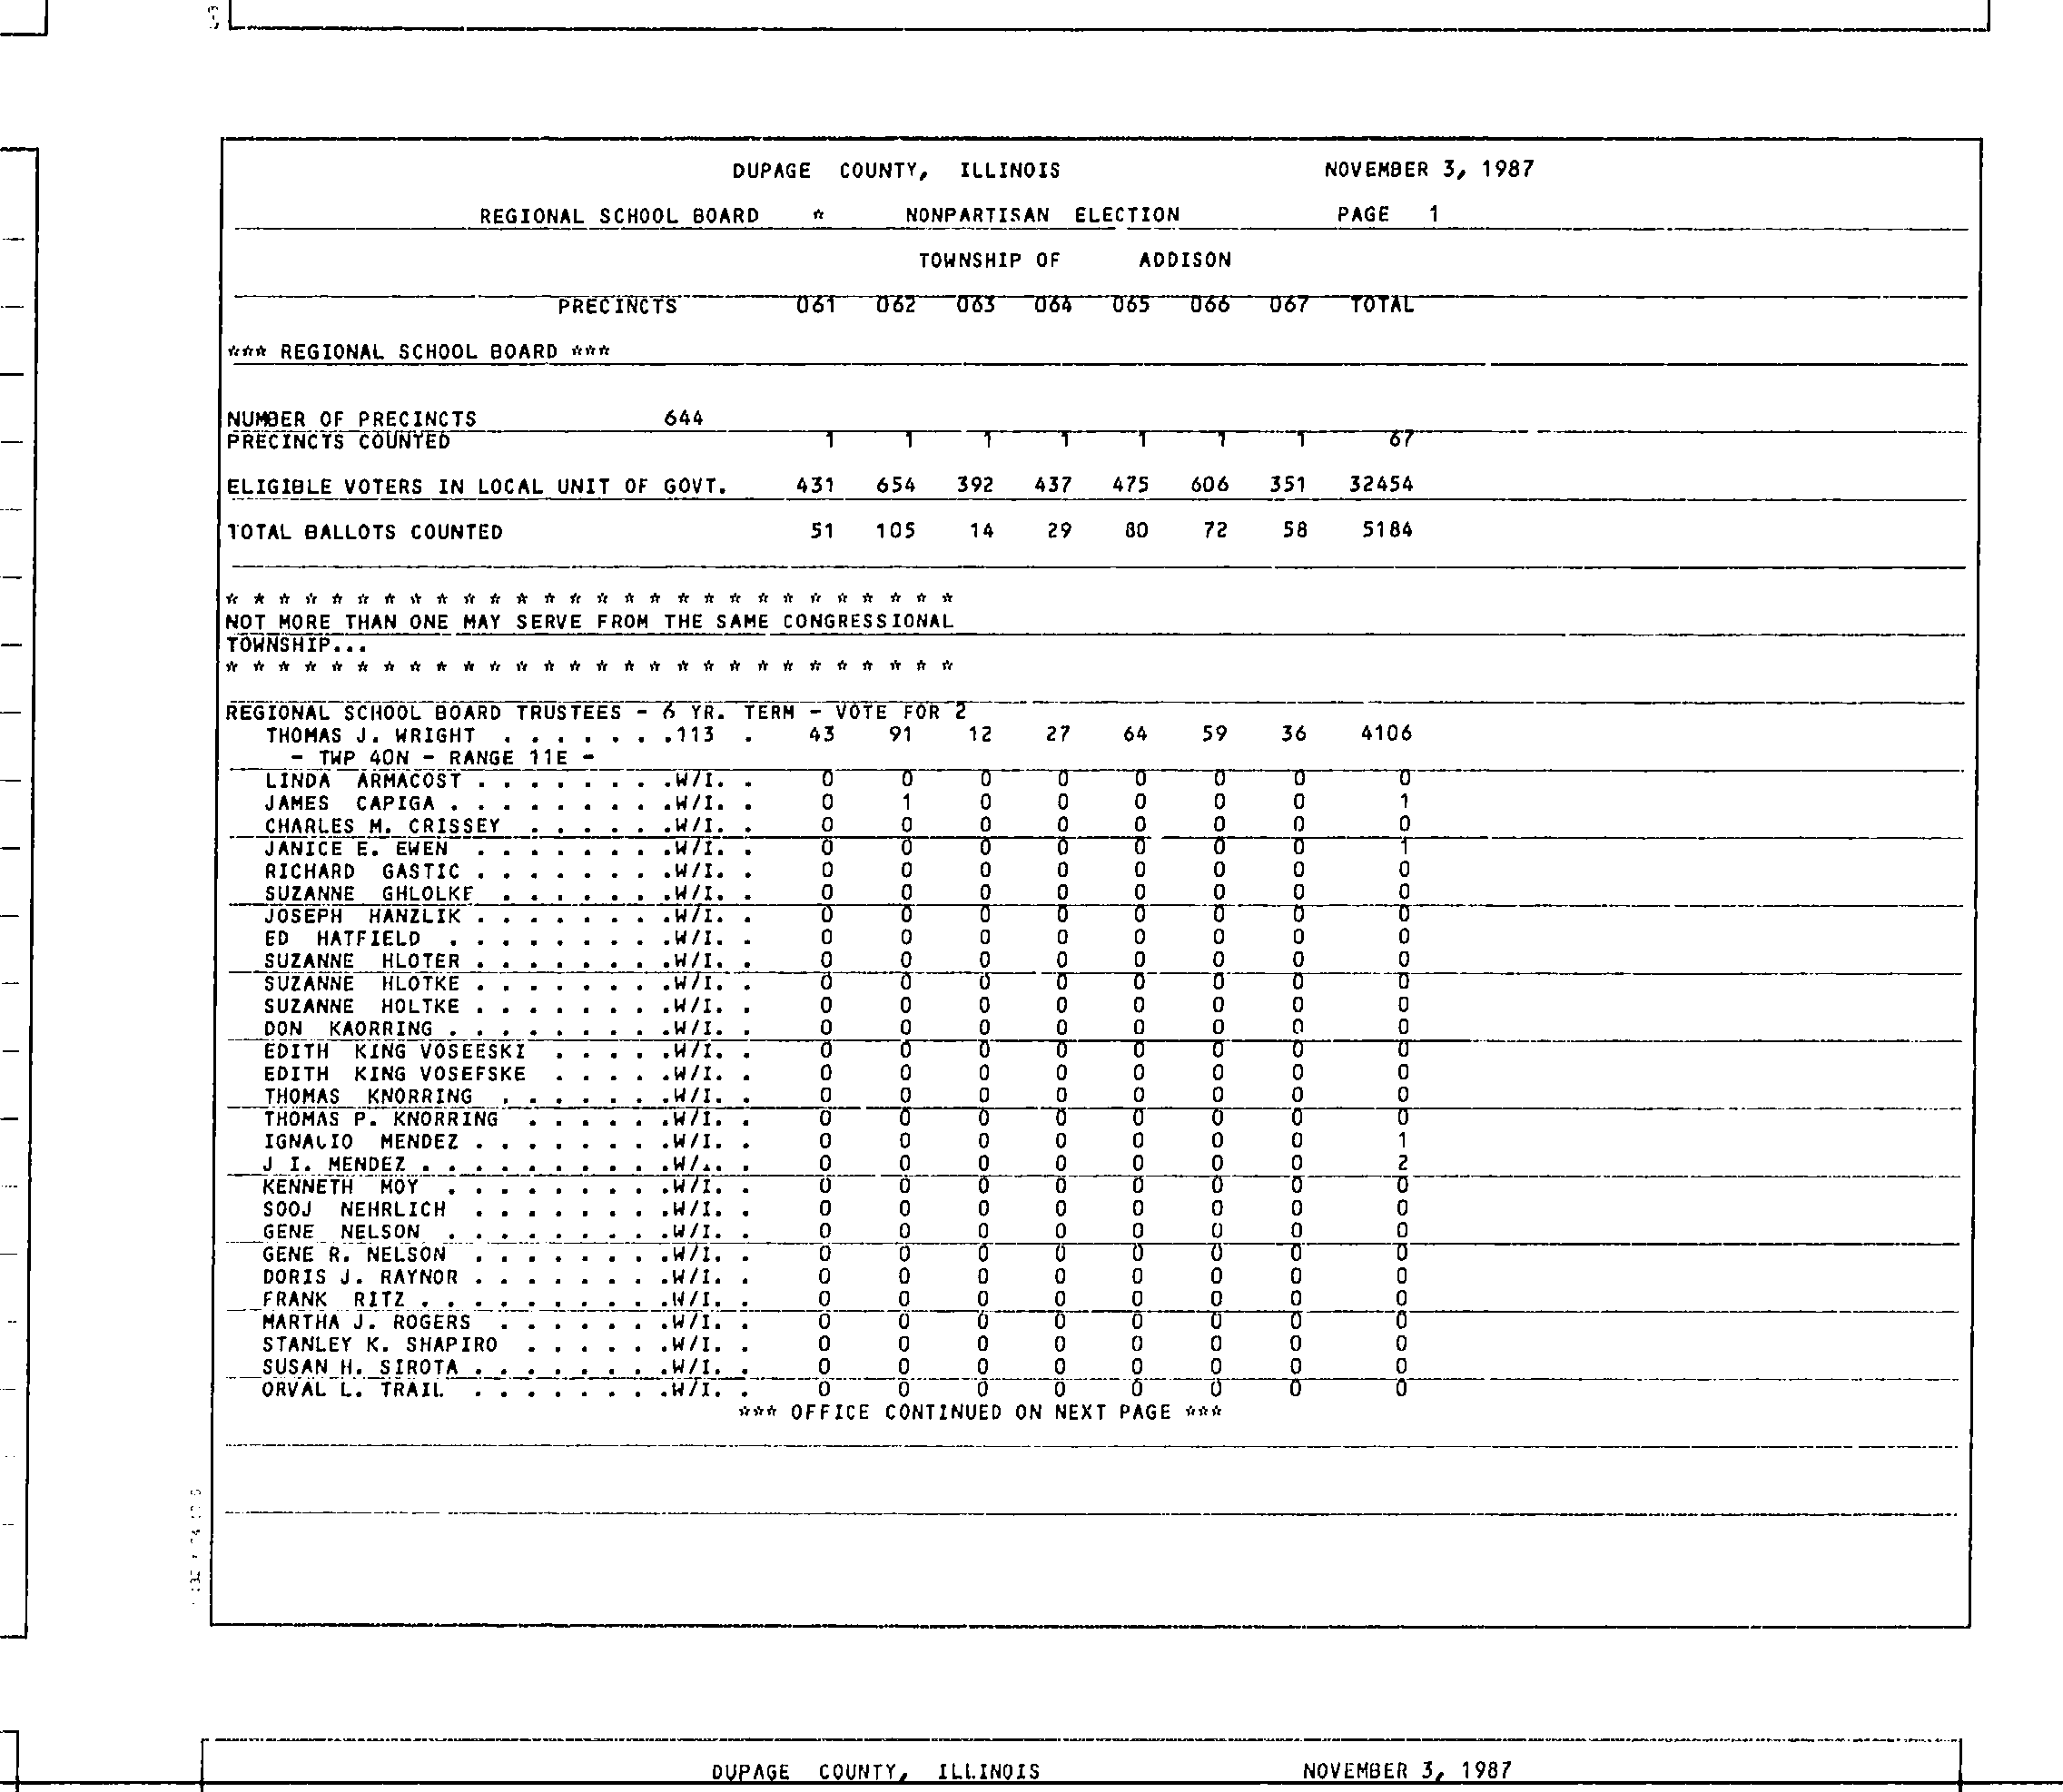 DUPAGE COUNTY, ILLINOIS NOVEMBER 3, 1987
REGIONAL SCHOOL BOARD * NONPARTISAN ELECTION PAGE 1
TOWNSHIP OF ADDISON
PRECINCTS 061 062 063 064 065 066 067 TOTAL
*** REGIONAL SCHOOL BOARD ***
NUMBER OF PRECINCTS 644
PRECINCTS COUNTED 1 1 1 1 1 1 1 67
ELIGIBLE VOTERS IN LOCAL UNIT OF GOVT. 431 654 392 437 475 606 351 32454
TOTAL BALLOTS COUNTED 51 105 14 29 80 72 58 5184
* * * * * * * * * * * * * * * * * * * * * * * * * * * *
NOT MORE THAN ONE MAY SERVE FROM THE SAME CONGRESSIONAL
TOWNSHIP...
* * * * * * * * * * * * * * * * * * * * * * * * * * * *
REGIONAL SCHOOL BOARD TRUSTEES - 6 YR. TERM - VOTE FOR 2
THOMAS J. WRIGHT . . . . . . .113 . 43 91 12 27 64 59 36 4106
- TWP 40N - RANGE 11E -
LINDA ARMACOST . . . . . . . .W/I. . 0 0 0 0 0 0 0 0
JAMES CAPIGA . . . . . . . . .W/I. . 0 1 0 0 0 0 0 1
CHARLES M. CRISSEY . . . . . .W/I. . 0 0 0 0 0 0 0 0
JANICE E. EWEN . . . . . . . .W/I. . 0 0 0 0 0 0 0 1
RICHARD GASTIC . . . . . . . .W/I. . 0 0 0 0 0 0 0 0
SUZANNE GHLOLKE . . . . . . .W/I. . 0 0 0 0 0 0 0 0
JOSEPH HANZLIK . . . . . . . .W/I. . 0 0 0 0 0 0 0 0
ED HATFIELD . . . . . . . . .W/I. . 0 0 0 0 0 0 0 0
SUZANNE HLOTER . . . . . . . .W/I. . 0 0 0 0 0 0 0 0
SUZANNE HLOTKE . . . . . . . .W/I. . 0 0 0 0 0 0 0 0
SUZANNE HOLTKE . . . . . . . .W/I. . 0 0 0 0 0 0 0 0
DON KAORRING . . . . . . . . .W/I. . 0 0 0 0 0 0 0 0
EDITH KING VOSEESKI . . . . .W/I. . 0 0 0 0 0 0 0 0
EDITH KING VOSEFSKE . . . . .W/I. . 0 0 0 0 0 0 0 0
THOMAS KNORRING . . . . . . .W/I. . 0 0 0 0 0 0 0 0
THOMAS P. KNORRING . . . . . .W/I. . 0 0 0 0 0 0 0 0
IGNACIO MENDEZ . . . . . . . .W/I. . 0 0 0 0 0 0 0 1
J I. MENDEZ . . . . . . . . . .W/I. . 0 0 0 0 0 0 0 2
KENNETH MOY . . . . . . . . .W/I. . 0 0 0 0 0 0 0 0
SOOJ NEHRLICH . . . . . . . .W/I. . 0 0 0 0 0 0 0 0
GENE NELSON . . . . . . . . .W/I. . 0 0 0 0 0 0 0 0
GENE R. NELSON . . . . . . . .W/I. . 0 0 0 0 0 0 0 0
DORIS J. RAYNOR . . . . . . . .W/I. . 0 0 0 0 0 0 0 0
FRANK RITZ . . . . . . . . . .W/I. . 0 0 0 0 0 0 0 0
MARTHA J. ROGERS . . . . . . .W/I. . 0 0 0 0 0 0 0 0
STANLEY K. SHAPIRO . . . . . .W/I. . 0 0 0 0 0 0 0 0
SUSAN H. SIROTA . . . . . . . .W/I. . 0 0 0 0 0 0 0 0
ORVAL L. TRAIL . . . . . . . .W/I. . 0 0 0 0 0 0 0 0
*** OFFICE CONTINUED ON NEXT PAGE ***
DUPAGE COUNTY, ILLINOIS NOVEMBER 3, 1987